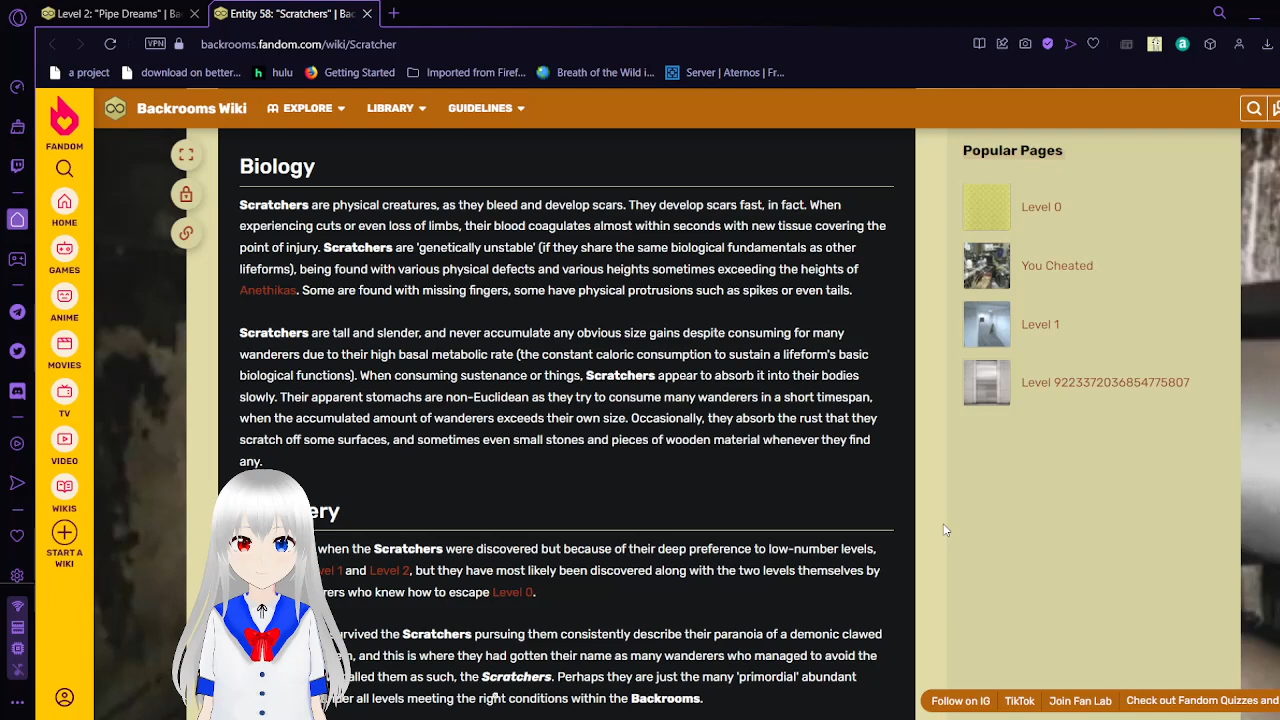 Level 2: "Pipe Dreams" | Ba
Entity 58: "Scratchers" | Bac
VPN
backrooms.fandom.com/wiki/Scratcher
a project
download on better...
hulu
Getting Started
Imported from Firef...
Breath of the Wild i...
Server | Aternos | Fr...
FANDOM
HOME
GAMES
ANIME
MOVIES
TV
VIDEO
WIKIS
START A
WIKI
Backrooms Wiki
EXPLORE
LIBRARY
GUIDELINES
Biology
Scratchers are physical creatures, as they bleed and develop scars. They develop scars fast, in fact. When
experiencing cuts or even loss of limbs, their blood coagulates almost within seconds with new tissue covering the
point of injury. Scratchers are 'genetically unstable' (if they share the same biological fundamentals as other
lifeforms), being found with various physical defects and various heights sometimes exceeding the heights of
Anethikas. Some are found with missing fingers, some have physical protrusions such as spikes or even tails.
Scratchers are tall and slender, and never accumulate any obvious size gains despite consuming for many
wanderers due to their high basal metabolic rate (the constant caloric consumption to sustain a lifeform's basic
biological functions). When consuming sustenance or things, Scratchers appear to absorb it into their bodies
slowly. Their apparent stomachs are non-Euclidean as they try to consume many wanderers in a short timespan,
when the accumulated amount of wanderers exceeds their own size. Occasionally, they absorb the rust that they
scratch off some surfaces, and sometimes even small stones and pieces of wooden material whenever they find
any.
ery
when the Scratchers were discovered but because of their deep preference to low-number levels,
vel 1 and Level 2, but they have most likely been discovered along with the two levels themselves by
rers who knew how to escape Level 0.
urvived the Scratchers pursuing them consistently describe their paranoia of a demonic clawed
m, and this is where they had gotten their name as many wanderers who managed to avoid the
alled them as such, the Scratchers. Perhaps they are just the many 'primordial' abundant
er all levels meeting the right conditions within the Backrooms.
Popular Pages
Level 0
You Cheated
Level 1
Level 9223372036854775807
Follow on IG
TikTok
Join Fan Lab
Check out Fandom Quizzes and